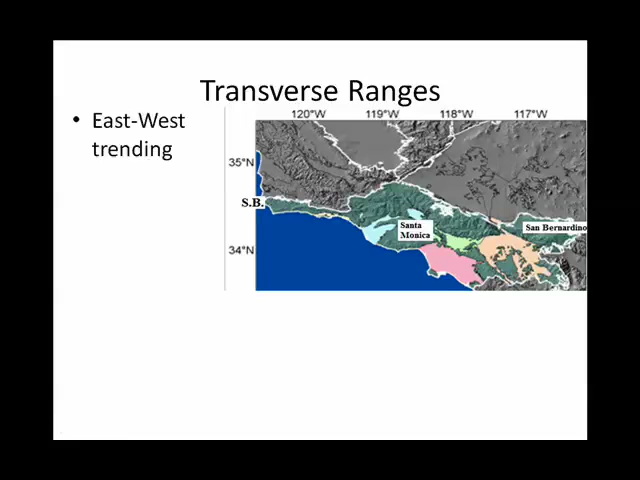 Transverse Ranges
• East-West
trending
120°W 119°W 118°W 117°W
35°N
S.B.
Santa
Monica
San Bernardino
34°N